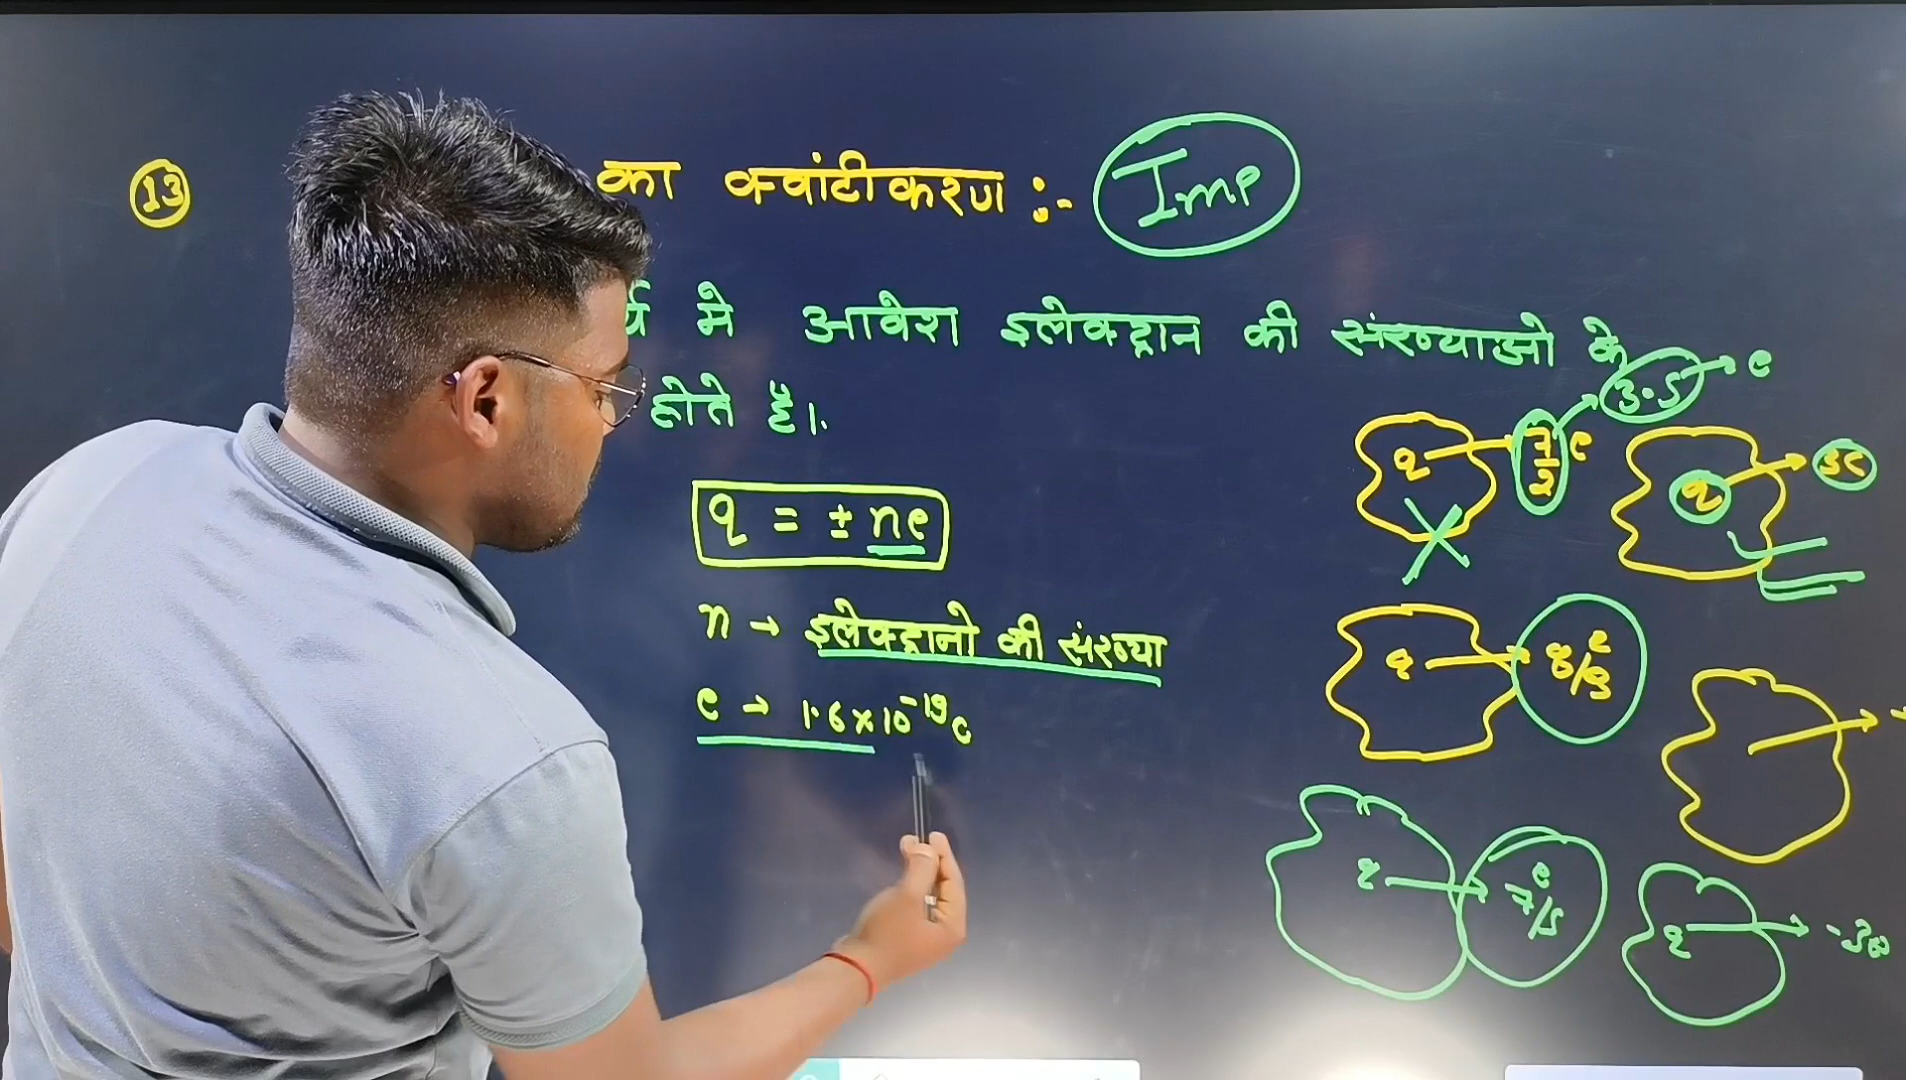 13 का क्वांटीकरण :- Imp
में आवेश इलेक्ट्रान की संख्याओ के
होते है।
3.5 → e
q → 7/2 e
q → 5e
q = ± ne
n → इलेक्ट्रानो की संख्या
q → 8/3 e
e → 1.6×10⁻¹⁹c
q → 7/5 e
q →